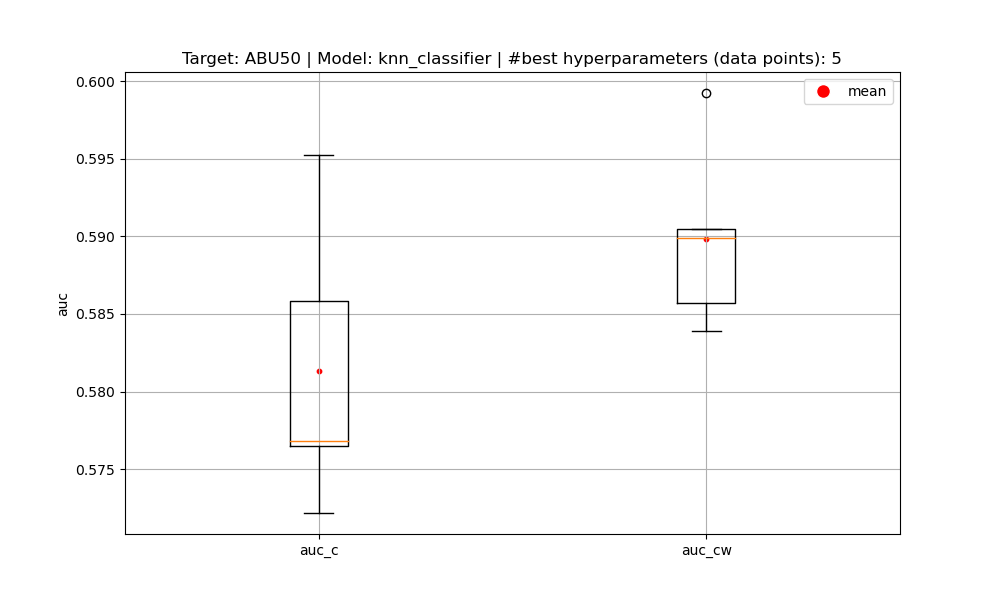 Target: ABU50 | Model: knn_classifier | #best hyperparameters (data points): 5
mean
0.600
0.595
0.590
0.585
0.580
0.575
auc
auc_c
auc_cw